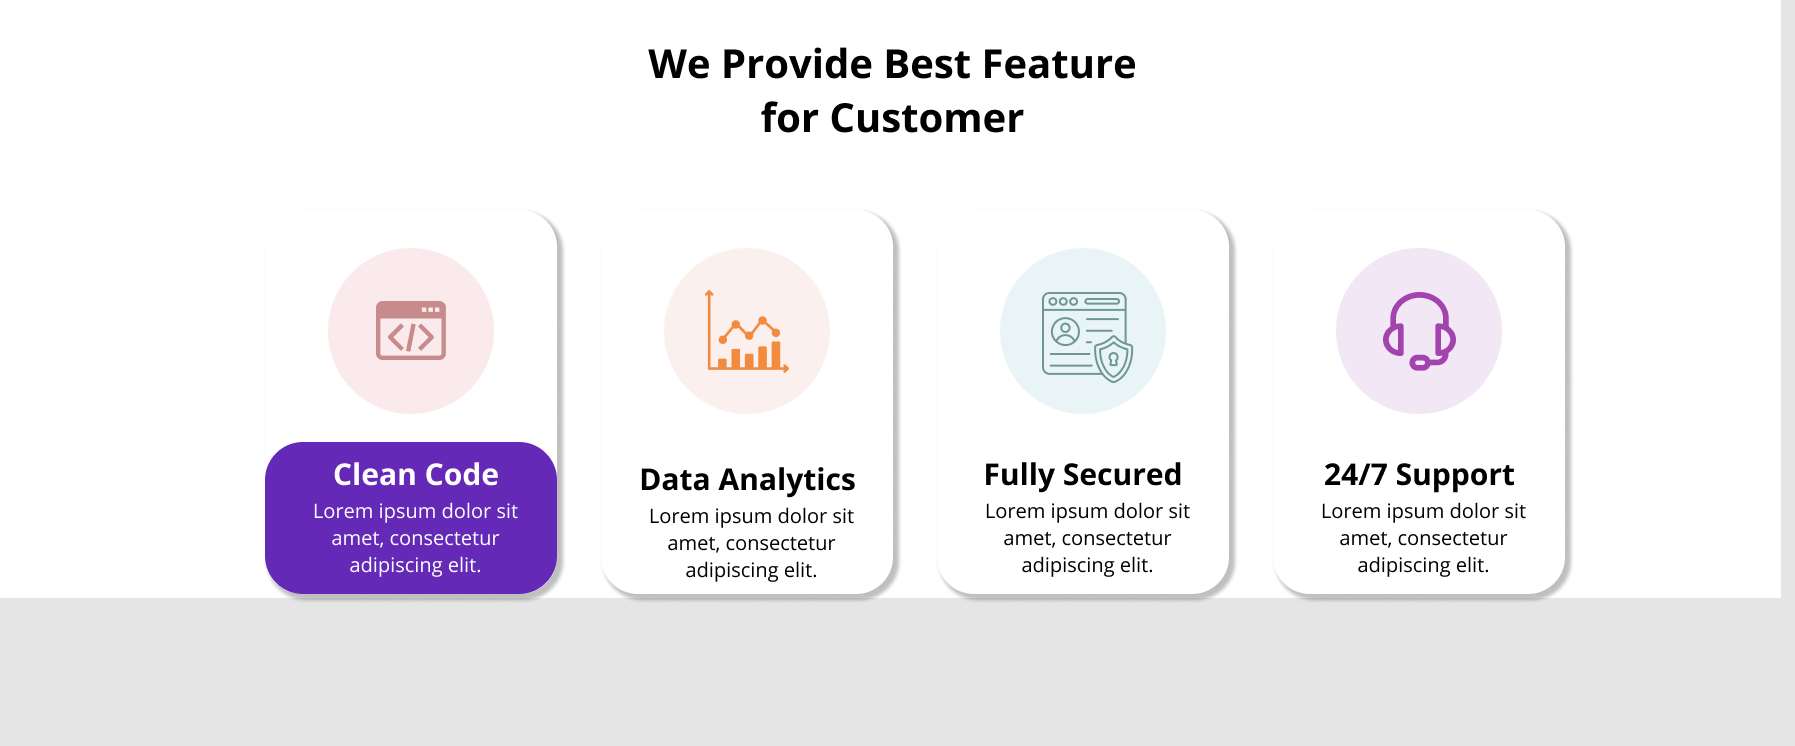 We Provide Best Feature
for Customer
Clean Code
Lorem ipsum dolor sit
amet, consectetur
adipiscing elit.
Data Analytics
Lorem ipsum dolor sit
amet, consectetur
adipiscing elit.
Fully Secured
Lorem ipsum dolor sit
amet, consectetur
adipiscing elit.
24/7 Support
Lorem ipsum dolor sit
amet, consectetur
adipiscing elit.